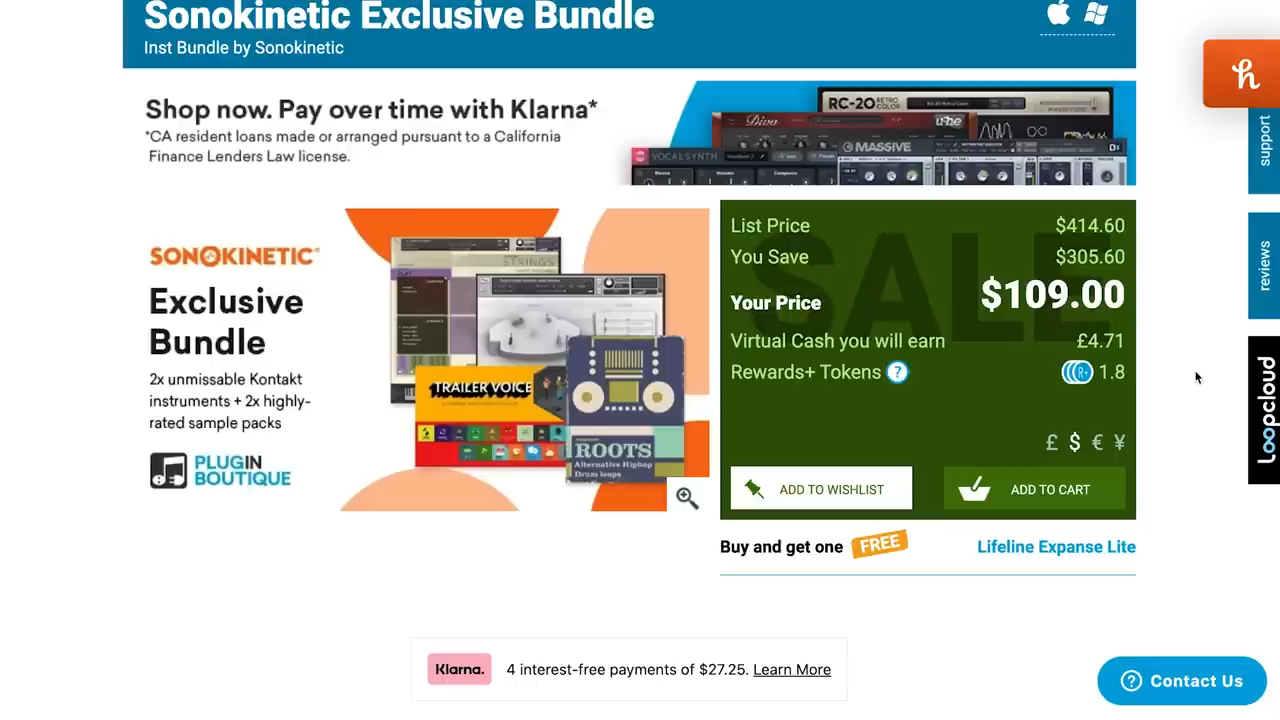 Sonokinetic Exclusive Bundle
Inst Bundle by Sonokinetic
Shop now. Pay over time with Klarna*
*CA resident loans made or arranged pursuant to a California
Finance Lenders Law license.
RC-20 RETRO COLOR
Diva
u-he
VOCALSYNTH
MASSIVE
support
reviews
loopcloud
SONOKINETIC
Exclusive
Bundle
2x unmissable Kontakt
instruments + 2x highly-
rated sample packs
PLUGIN
BOUTIQUE
STRINGS
TRAILER VOICE
ROOTS
Alternative Hiphop
Drum loops
SALE
List Price $414.60
You Save $305.60
Your Price $109.00
Virtual Cash you will earn £4.71
Rewards+ Tokens ? R+ 1.8
£ $ € ¥
ADD TO WISHLIST ADD TO CART
Buy and get one FREE Lifeline Expanse Lite
Klarna. 4 interest-free payments of $27.25. Learn More
? Contact Us